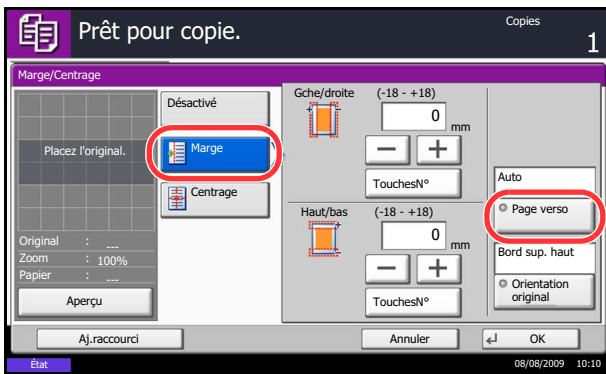 Prêt pour copie.
Copies
1
Marge/Centrage
Placez l'original.
Original : ---
Zoom : 100%
Papier : ---
Aperçu
Désactivé
Marge
Centrage
Gche/droite (-18 - +18)
0 mm
− +
TouchesN°
Haut/bas (-18 - +18)
0 mm
− +
TouchesN°
Auto
Page verso
Bord sup. haut
Orientation
original
Aj.raccourci
Annuler
OK
État
08/08/2009 10:10